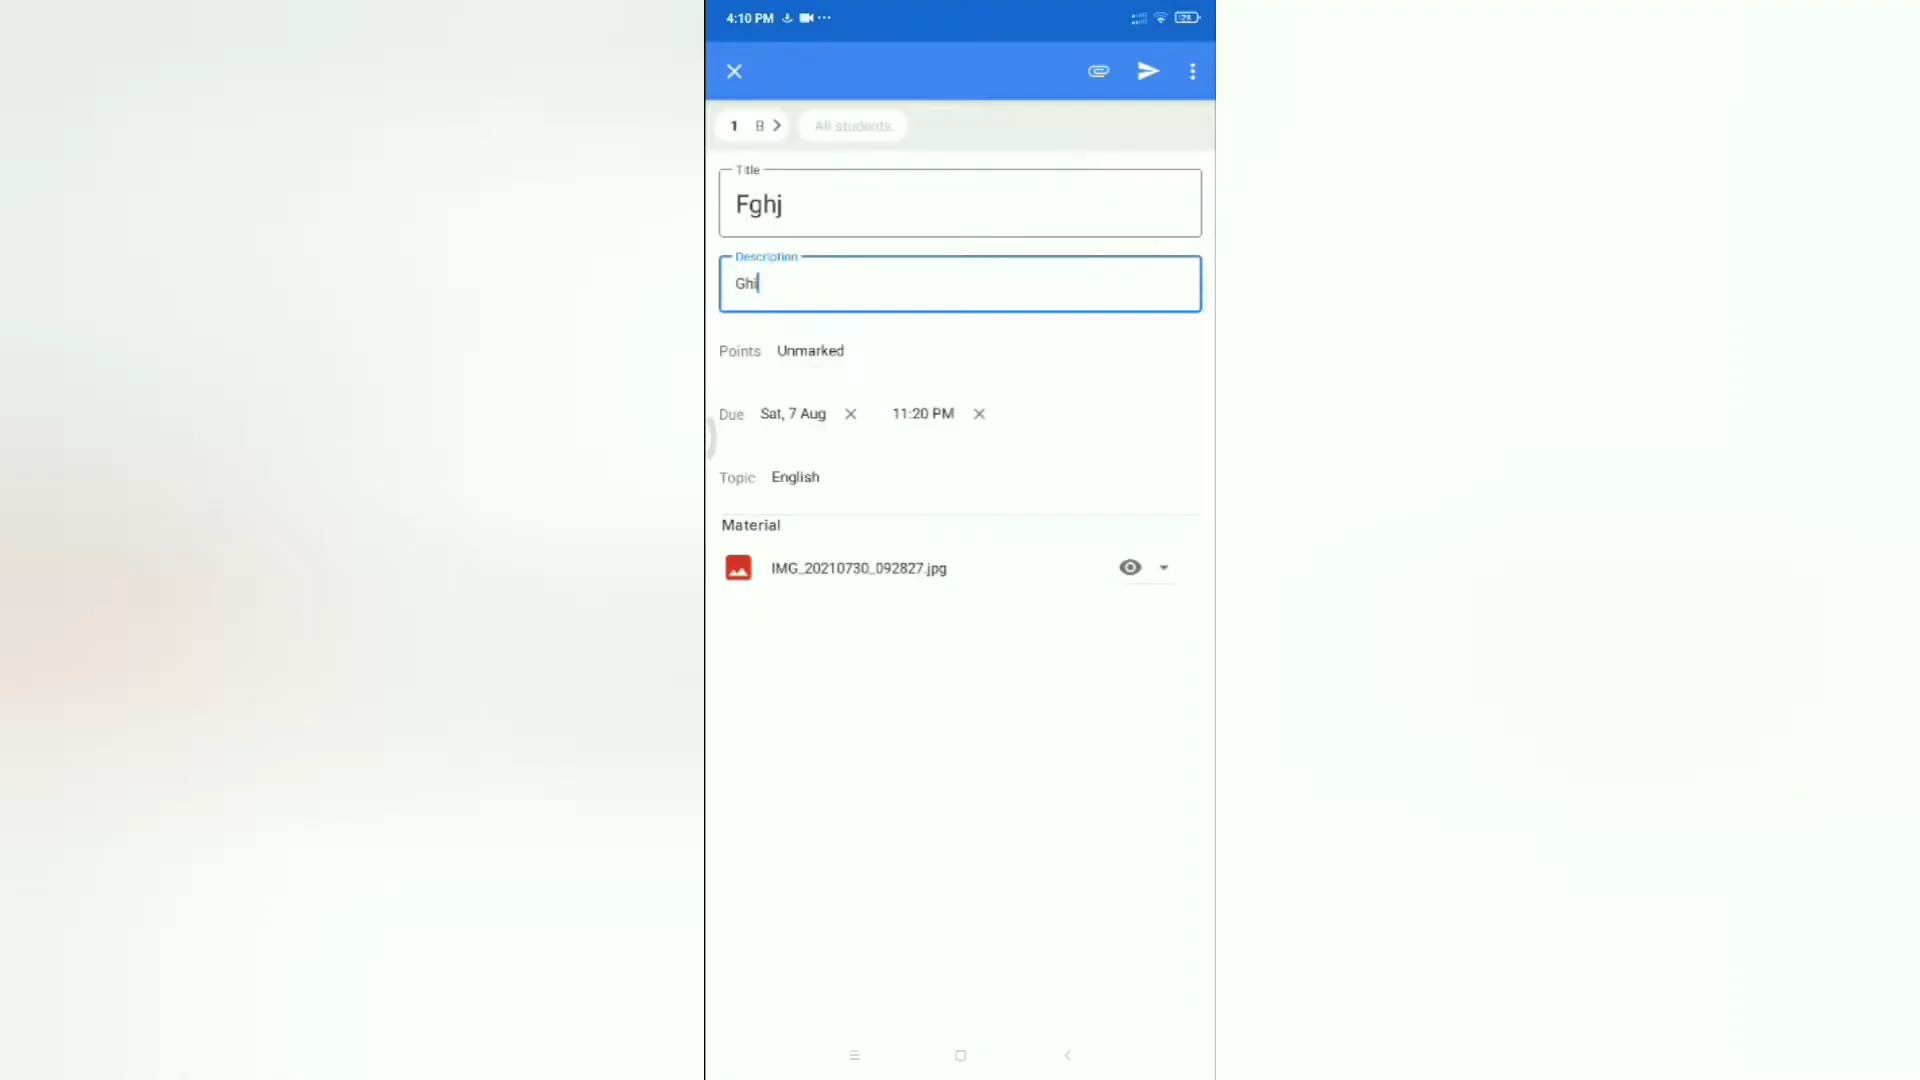 4:10 PM
1 B All students
Title
Fghj
Description
Ghi
Points Unmarked
Due Sat, 7 Aug 11:20 PM
Topic English
Material
IMG_20210730_092827.jpg